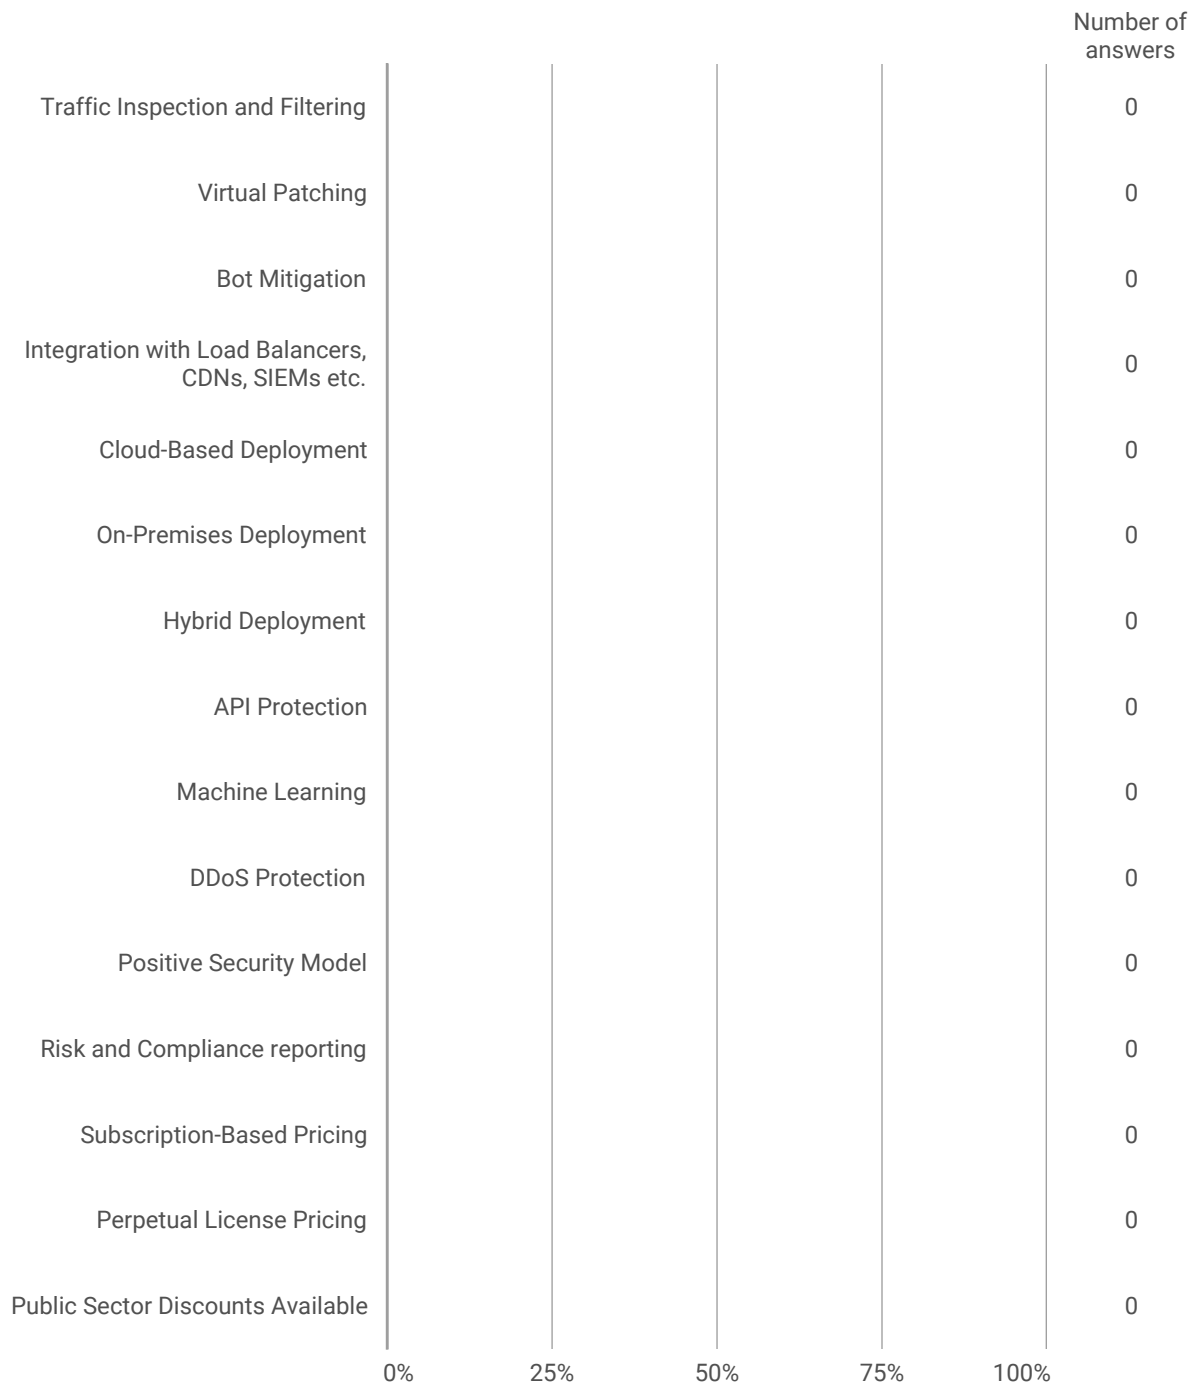 Number of
answers
Traffic Inspection and Filtering 0
Virtual Patching 0
Bot Mitigation 0
Integration with Load Balancers,
CDNs, SIEMs etc. 0
Cloud-Based Deployment 0
On-Premises Deployment 0
Hybrid Deployment 0
API Protection 0
Machine Learning 0
DDoS Protection 0
Positive Security Model 0
Risk and Compliance reporting 0
Subscription-Based Pricing 0
Perpetual License Pricing 0
Public Sector Discounts Available 0
0% 25% 50% 75% 100%